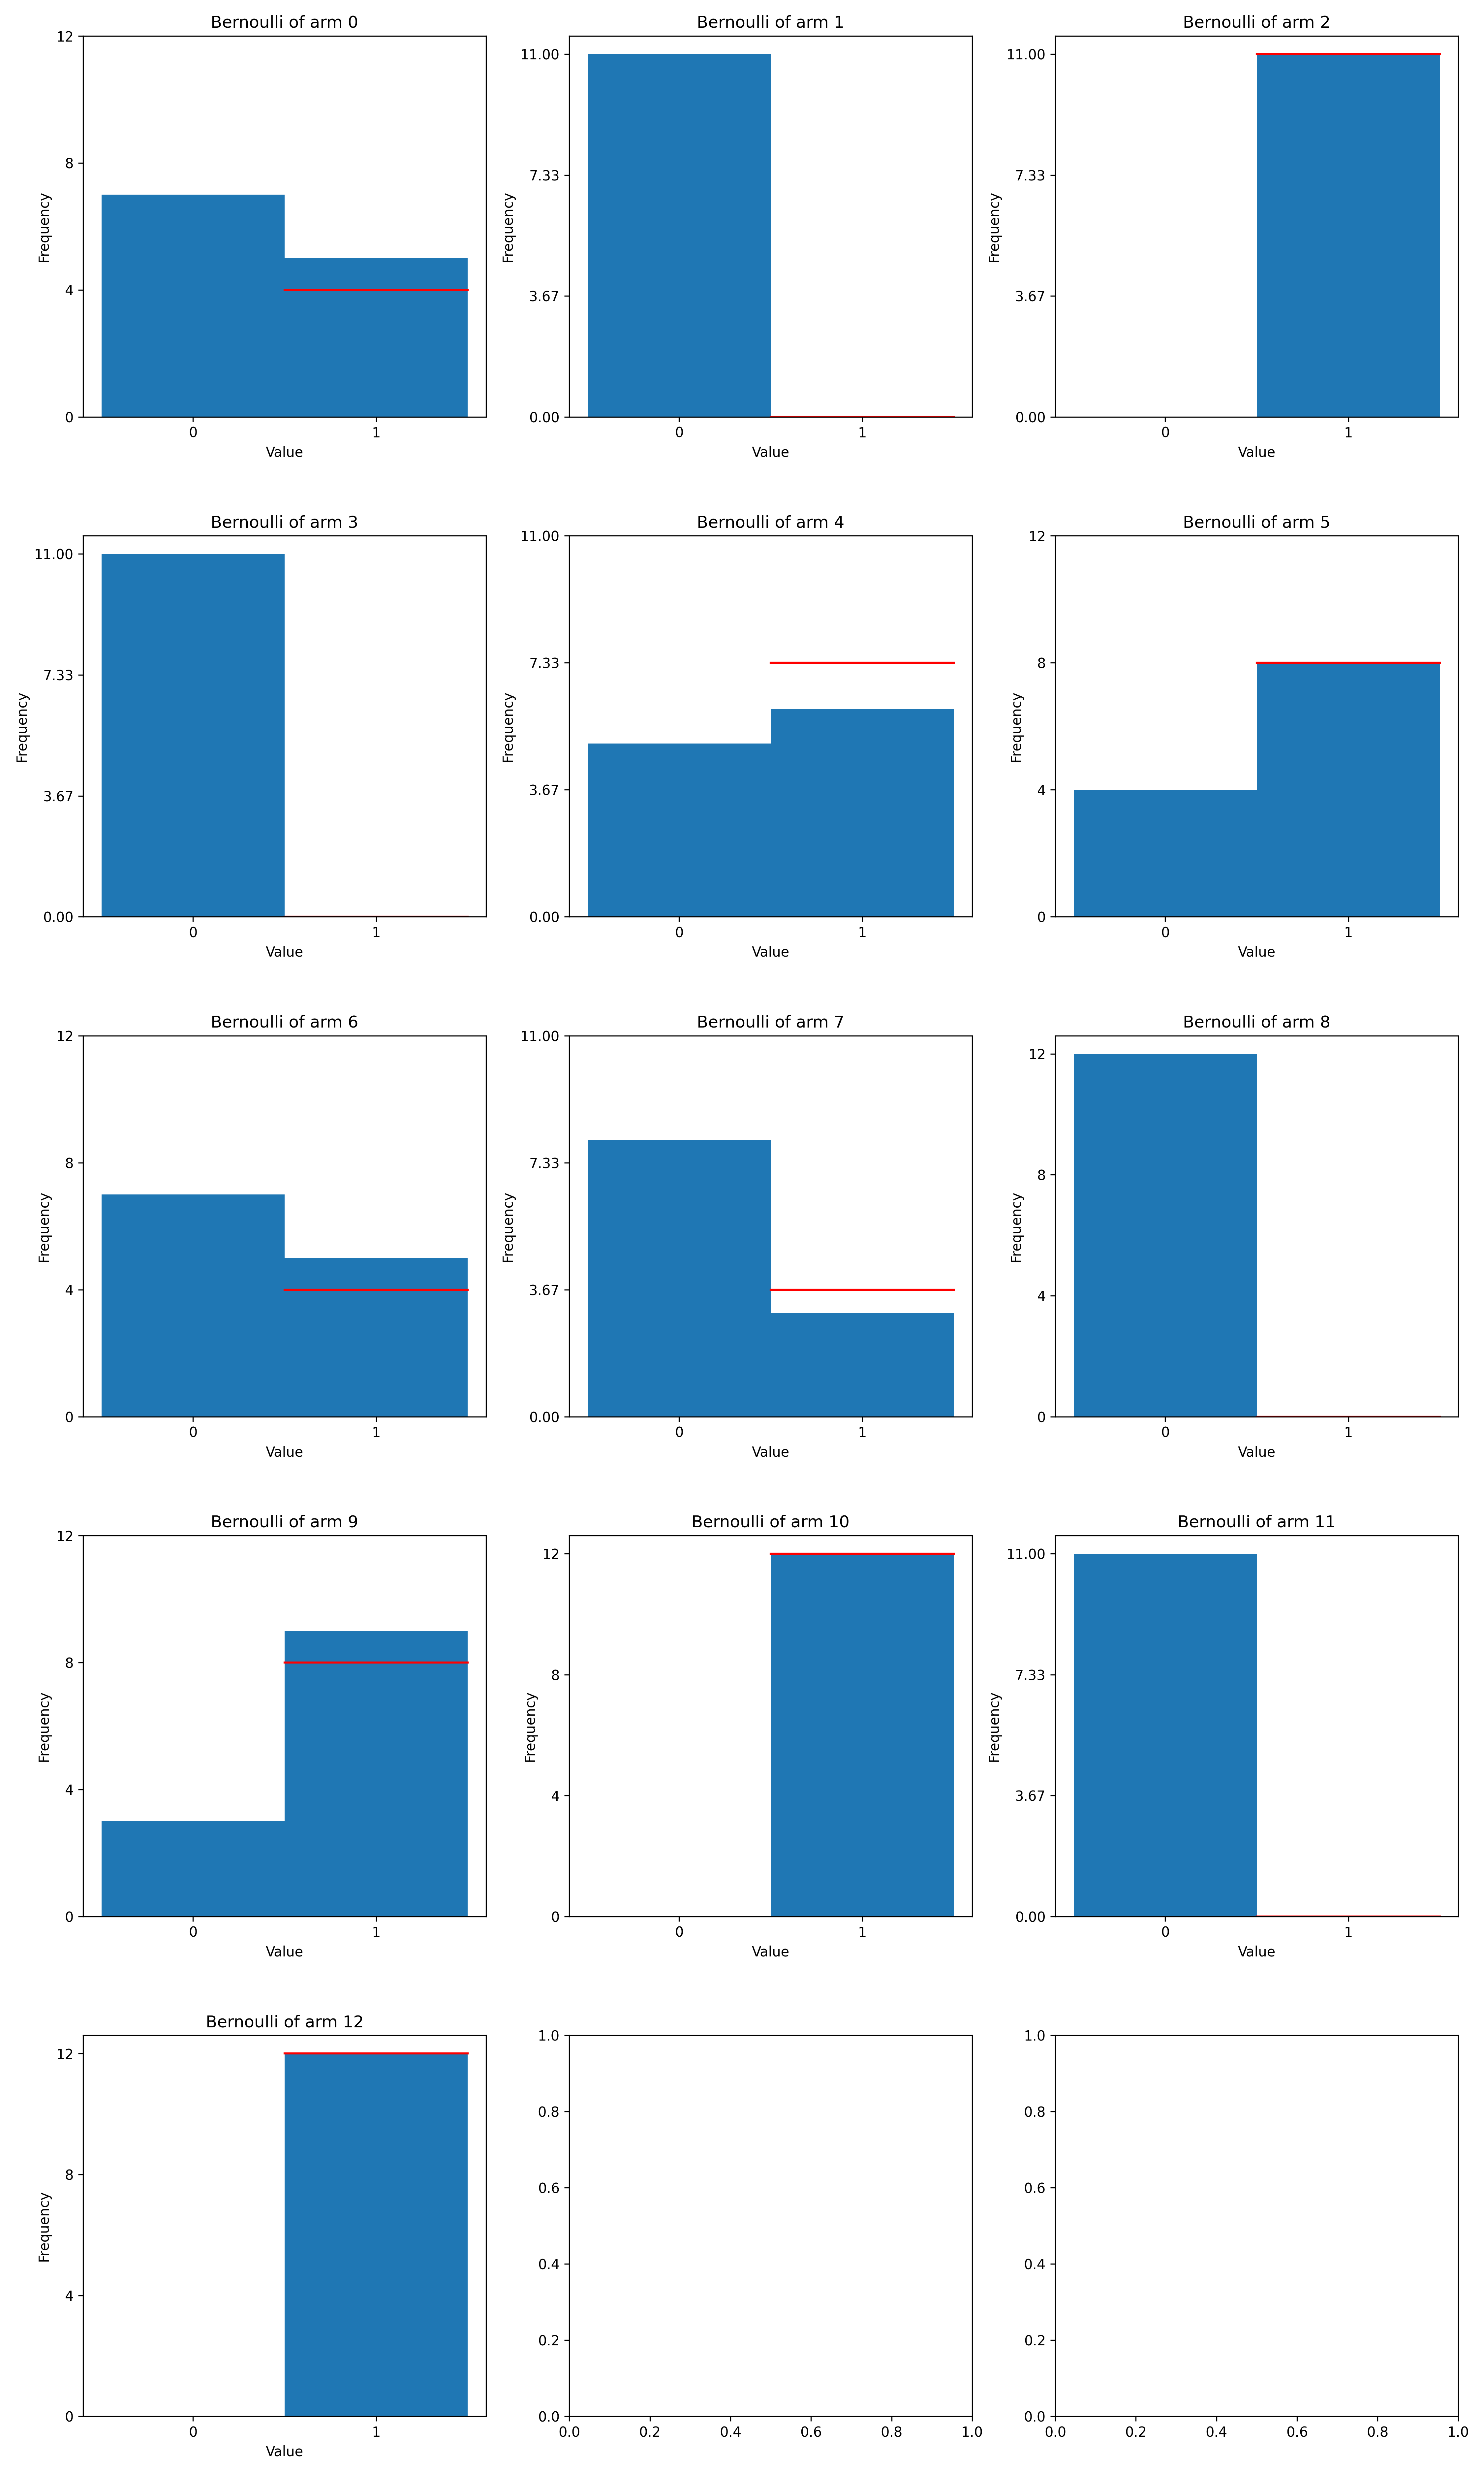 Bernoulli of arm 0
12
8
4
0
Frequency
0 1
Value
Bernoulli of arm 1
11.00
7.33
3.67
0.00
Frequency
0 1
Value
Bernoulli of arm 2
11.00
7.33
3.67
0.00
Frequency
0 1
Value
Bernoulli of arm 3
11.00
7.33
3.67
0.00
Frequency
0 1
Value
Bernoulli of arm 4
11.00
7.33
3.67
0.00
Frequency
0 1
Value
Bernoulli of arm 5
12
8
4
0
Frequency
0 1
Value
Bernoulli of arm 6
12
8
4
0
Frequency
0 1
Value
Bernoulli of arm 7
11.00
7.33
3.67
0.00
Frequency
0 1
Value
Bernoulli of arm 8
12
8
4
0
Frequency
0 1
Value
Bernoulli of arm 9
12
8
4
0
Frequency
0 1
Value
Bernoulli of arm 10
12
8
4
0
Frequency
0 1
Value
Bernoulli of arm 11
11.00
7.33
3.67
0.00
Frequency
0 1
Value
Bernoulli of arm 12
12
8
4
0
Frequency
0 1
Value
1.0
0.8
0.6
0.4
0.2
0.0
0.0 0.2 0.4 0.6 0.8 1.0
1.0
0.8
0.6
0.4
0.2
0.0
0.0 0.2 0.4 0.6 0.8 1.0